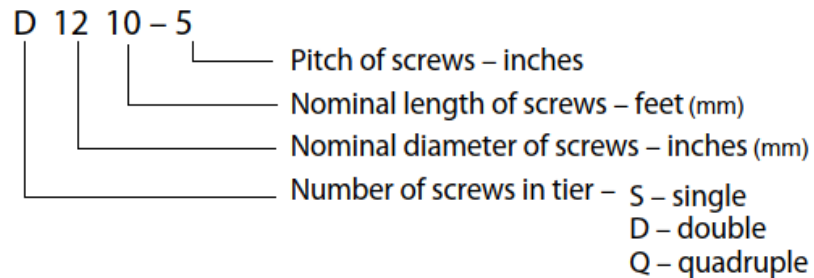 D 12 10 – 5
Pitch of screws – inches
Nominal length of screws – feet (mm)
Nominal diameter of screws – inches (mm)
Number of screws in tier – S – single
D – double
Q – quadruple